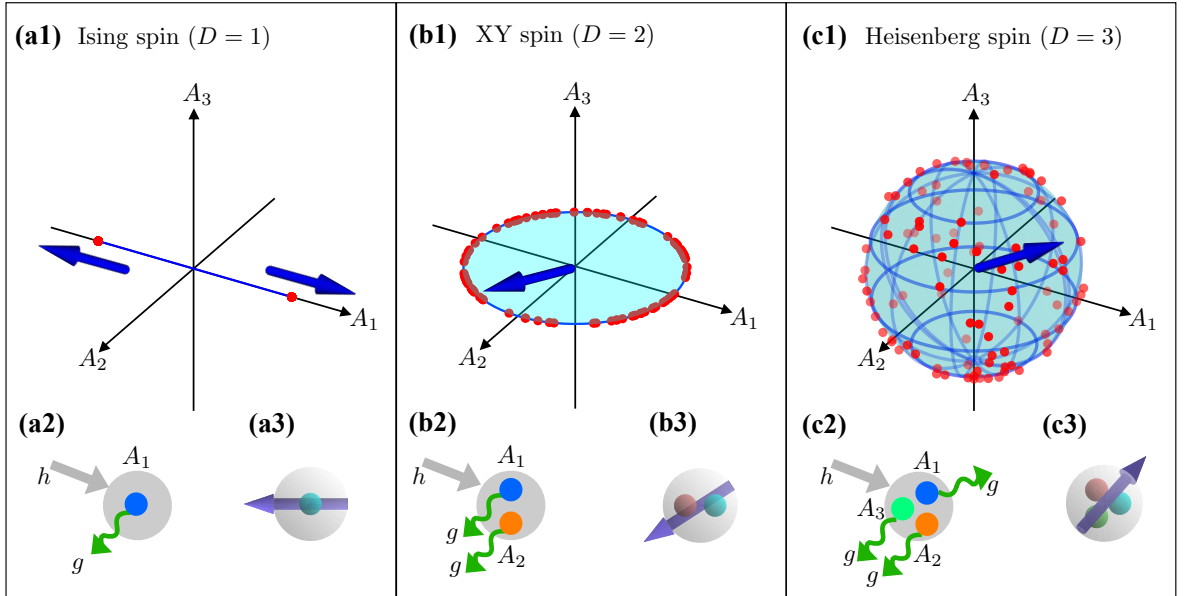 (a1) Ising spin (D = 1)
A3
A1
A2
(a2)
(a3)
h
A1
g
(b1) XY spin (D = 2)
A3
A1
A2
(b2)
(b3)
h
A1
g
g
A2
(c1) Heisenberg spin (D = 3)
A3
A1
A2
(c2)
(c3)
h
A1
g
A3
g
g
A2